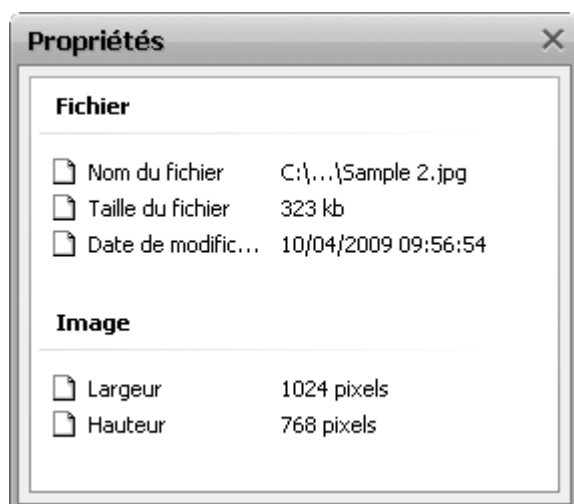 Propriétés
Fichier
Nom du fichier C:\...\Sample 2.jpg
Taille du fichier 323 kb
Date de modific... 10/04/2009 09:56:54
Image
Largeur 1024 pixels
Hauteur 768 pixels